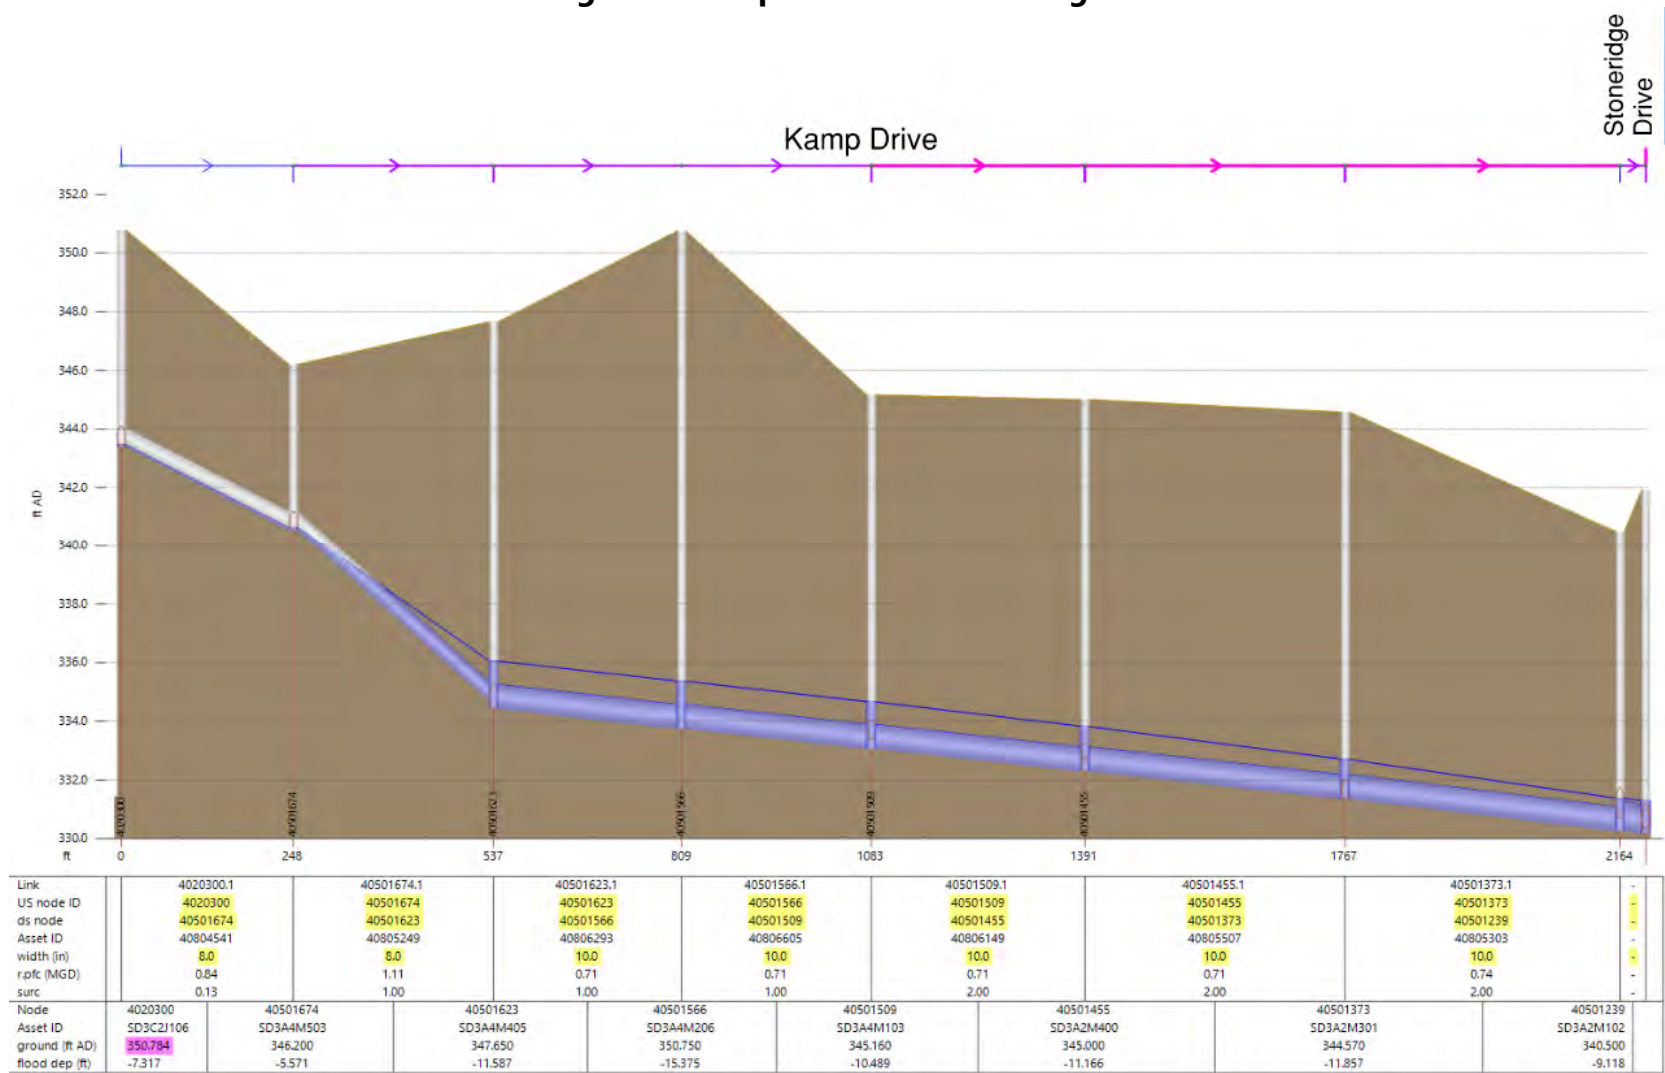 Stoneridge
Drive
Kamp Drive
352.0
350.0
348.0
346.0
344.0
342.0
ft AD
340.0
338.0
336.0
334.0
332.0
330.0
4020300
40501674
40501623
40501566
40501509
40501455
ft 0 248 537 809 1083 1391 1767 2164
Link 4020300.1 40501674.1 40501623.1 40501566.1 40501509.1 40501455.1 40501373.1 -
US node ID 4020300 40501674 40501623 40501566 40501509 40501455 40501373 -
ds node 40501674 40501623 40501566 40501509 40501455 40501373 40501239 -
Asset ID 40804541 40805249 40806293 40806605 40806149 40805507 40805303 -
width (in) 8.0 8.0 10.0 10.0 10.0 10.0 10.0 -
r.pfc (MGD) 0.84 1.11 0.71 0.71 0.71 0.71 0.74 -
surc 0.13 1.00 1.00 1.00 2.00 2.00 2.00 -
Node 4020300 40501674 40501623 40501566 40501509 40501455 40501373 40501239
Asset ID SD3C2J106 SD3A4M503 SD3A4M405 SD3A4M206 SD3A4M103 SD3A2M400 SD3A2M301 SD3A2M102
ground (ft AD) 350.784 346.200 347.650 350.750 345.160 345.000 344.570 340.500
flood dep (ft) -7.317 -5.571 -11.587 -15.375 -10.489 -11.166 -11.857 -9.118